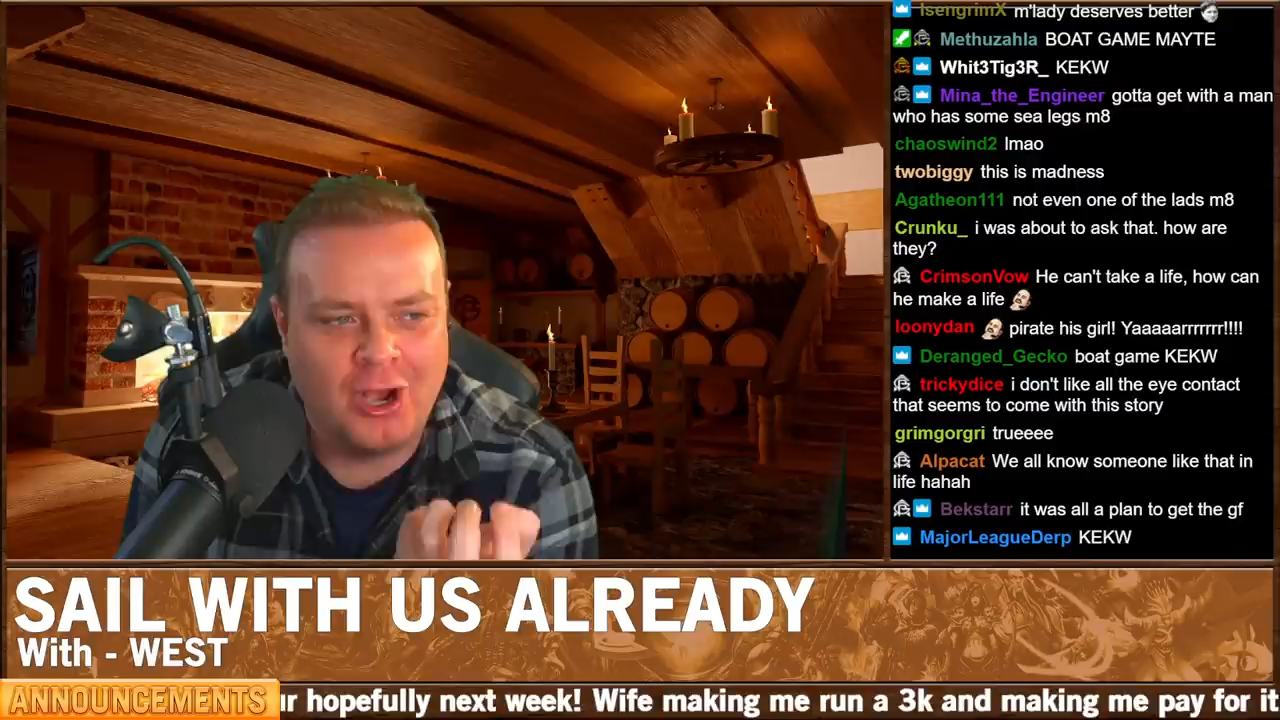 IsengrimX m'lady deserves better
Methuzahla BOAT GAME MAYTE
Whit3Tig3R_ KEKW
Mina_the_Engineer gotta get with a man
who has some sea legs m8
chaoswind2 lmao
twobiggy this is madness
Agatheon111 not even one of the lads m8
Crunku_ i was about to ask that. how are
they?
CrimsonVow He can't take a life, how can
he make a life
loonydan pirate his girl! Yaaaaarrrrrrr!!!!
Deranged_Gecko boat game KEKW
trickydice i don't like all the eye contact
that seems to come with this story
grimgorgri trueeee
Alpacat We all know someone like that in
life hahah
Bekstarr it was all a plan to get the gf
MajorLeagueDerp KEKW
SAIL WITH US ALREADY
With - WEST
ANNOUNCEMENTS ur hopefully next week! Wife making me run a 3k and making me pay for it